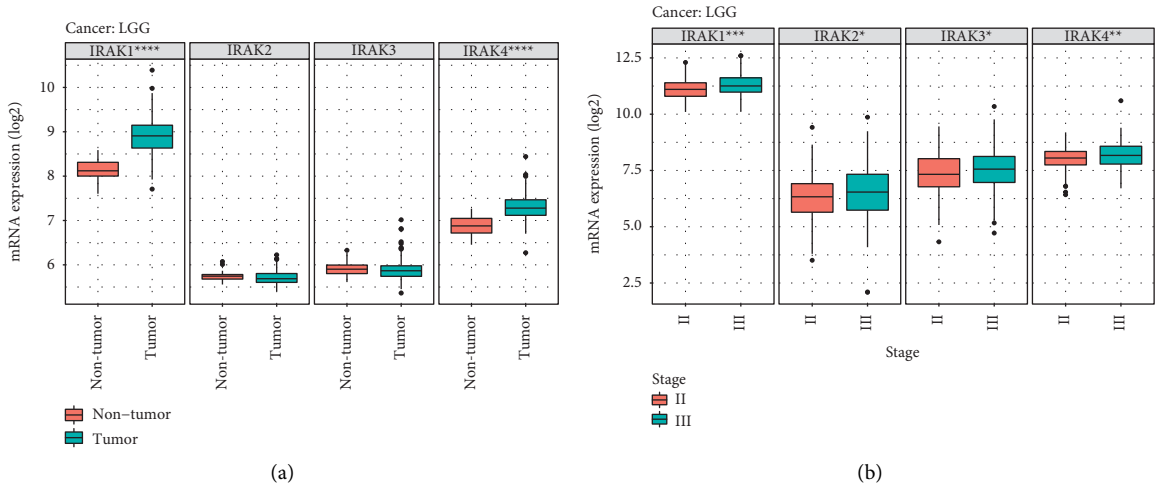 Cancer: LGG
IRAK1****
IRAK2
IRAK3
IRAK4****
mRNA expression (log2)
10
9
8
7
6
Non-tumor
Tumor
Non-tumor
Tumor
Non-tumor
Tumor
Non-tumor
Tumor
Non-tumor
Tumor
(a)
Cancer: LGG
IRAK1***
IRAK2*
IRAK3*
IRAK4**
mRNA expression (log2)
12.5
10.0
7.5
5.0
2.5
II
III
II
III
II
III
II
III
Stage
Stage
II
III
(b)